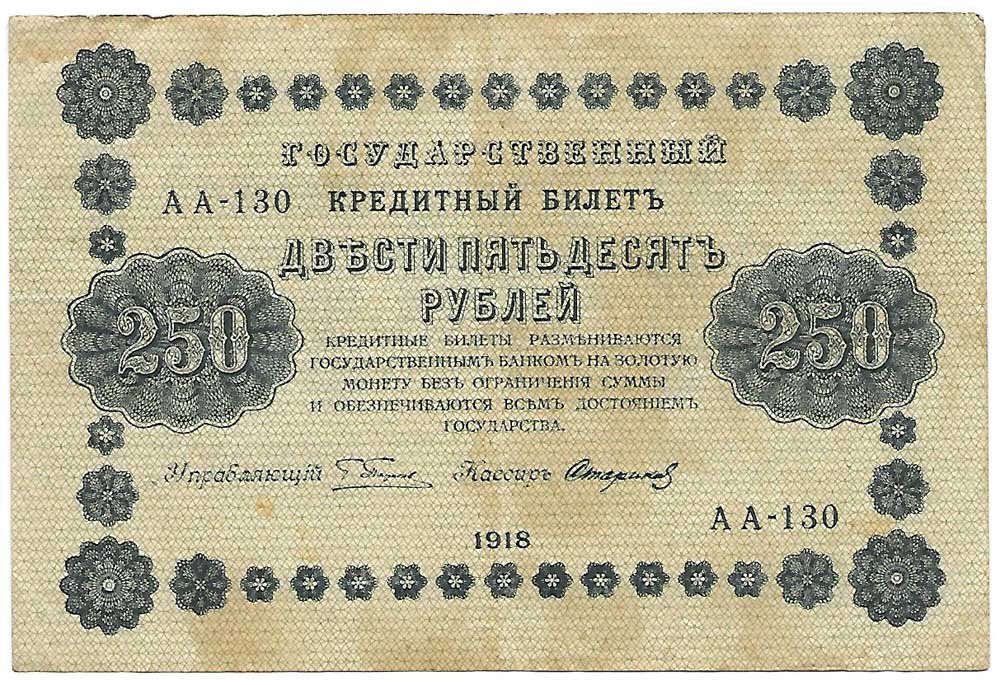 ГОСУДАРСТВЕННЫЙ
АА-130 КРЕДИТНЫЙ БИЛЕТЪ
ДВѢСТИ ПЯТЬДЕСЯТЪ
РУБЛЕЙ
250
250
КРЕДИТНЫЕ БИЛЕТЫ РАЗМѢНИВАЮТСЯ
ГОСУДАРСТВЕННЫМЪ БАНКОМЪ НА ЗОЛОТУЮ
МОНЕТУ БЕЗЪ ОГРАНИЧЕНІЯ СУММЫ
И ОБЕЗПЕЧИВАЮТСЯ ВСѢМЪ ДОСТОЯНІЕМЪ
ГОСУДАРСТВА.
Управляющій Кассиръ Стариков
АА-130
1918